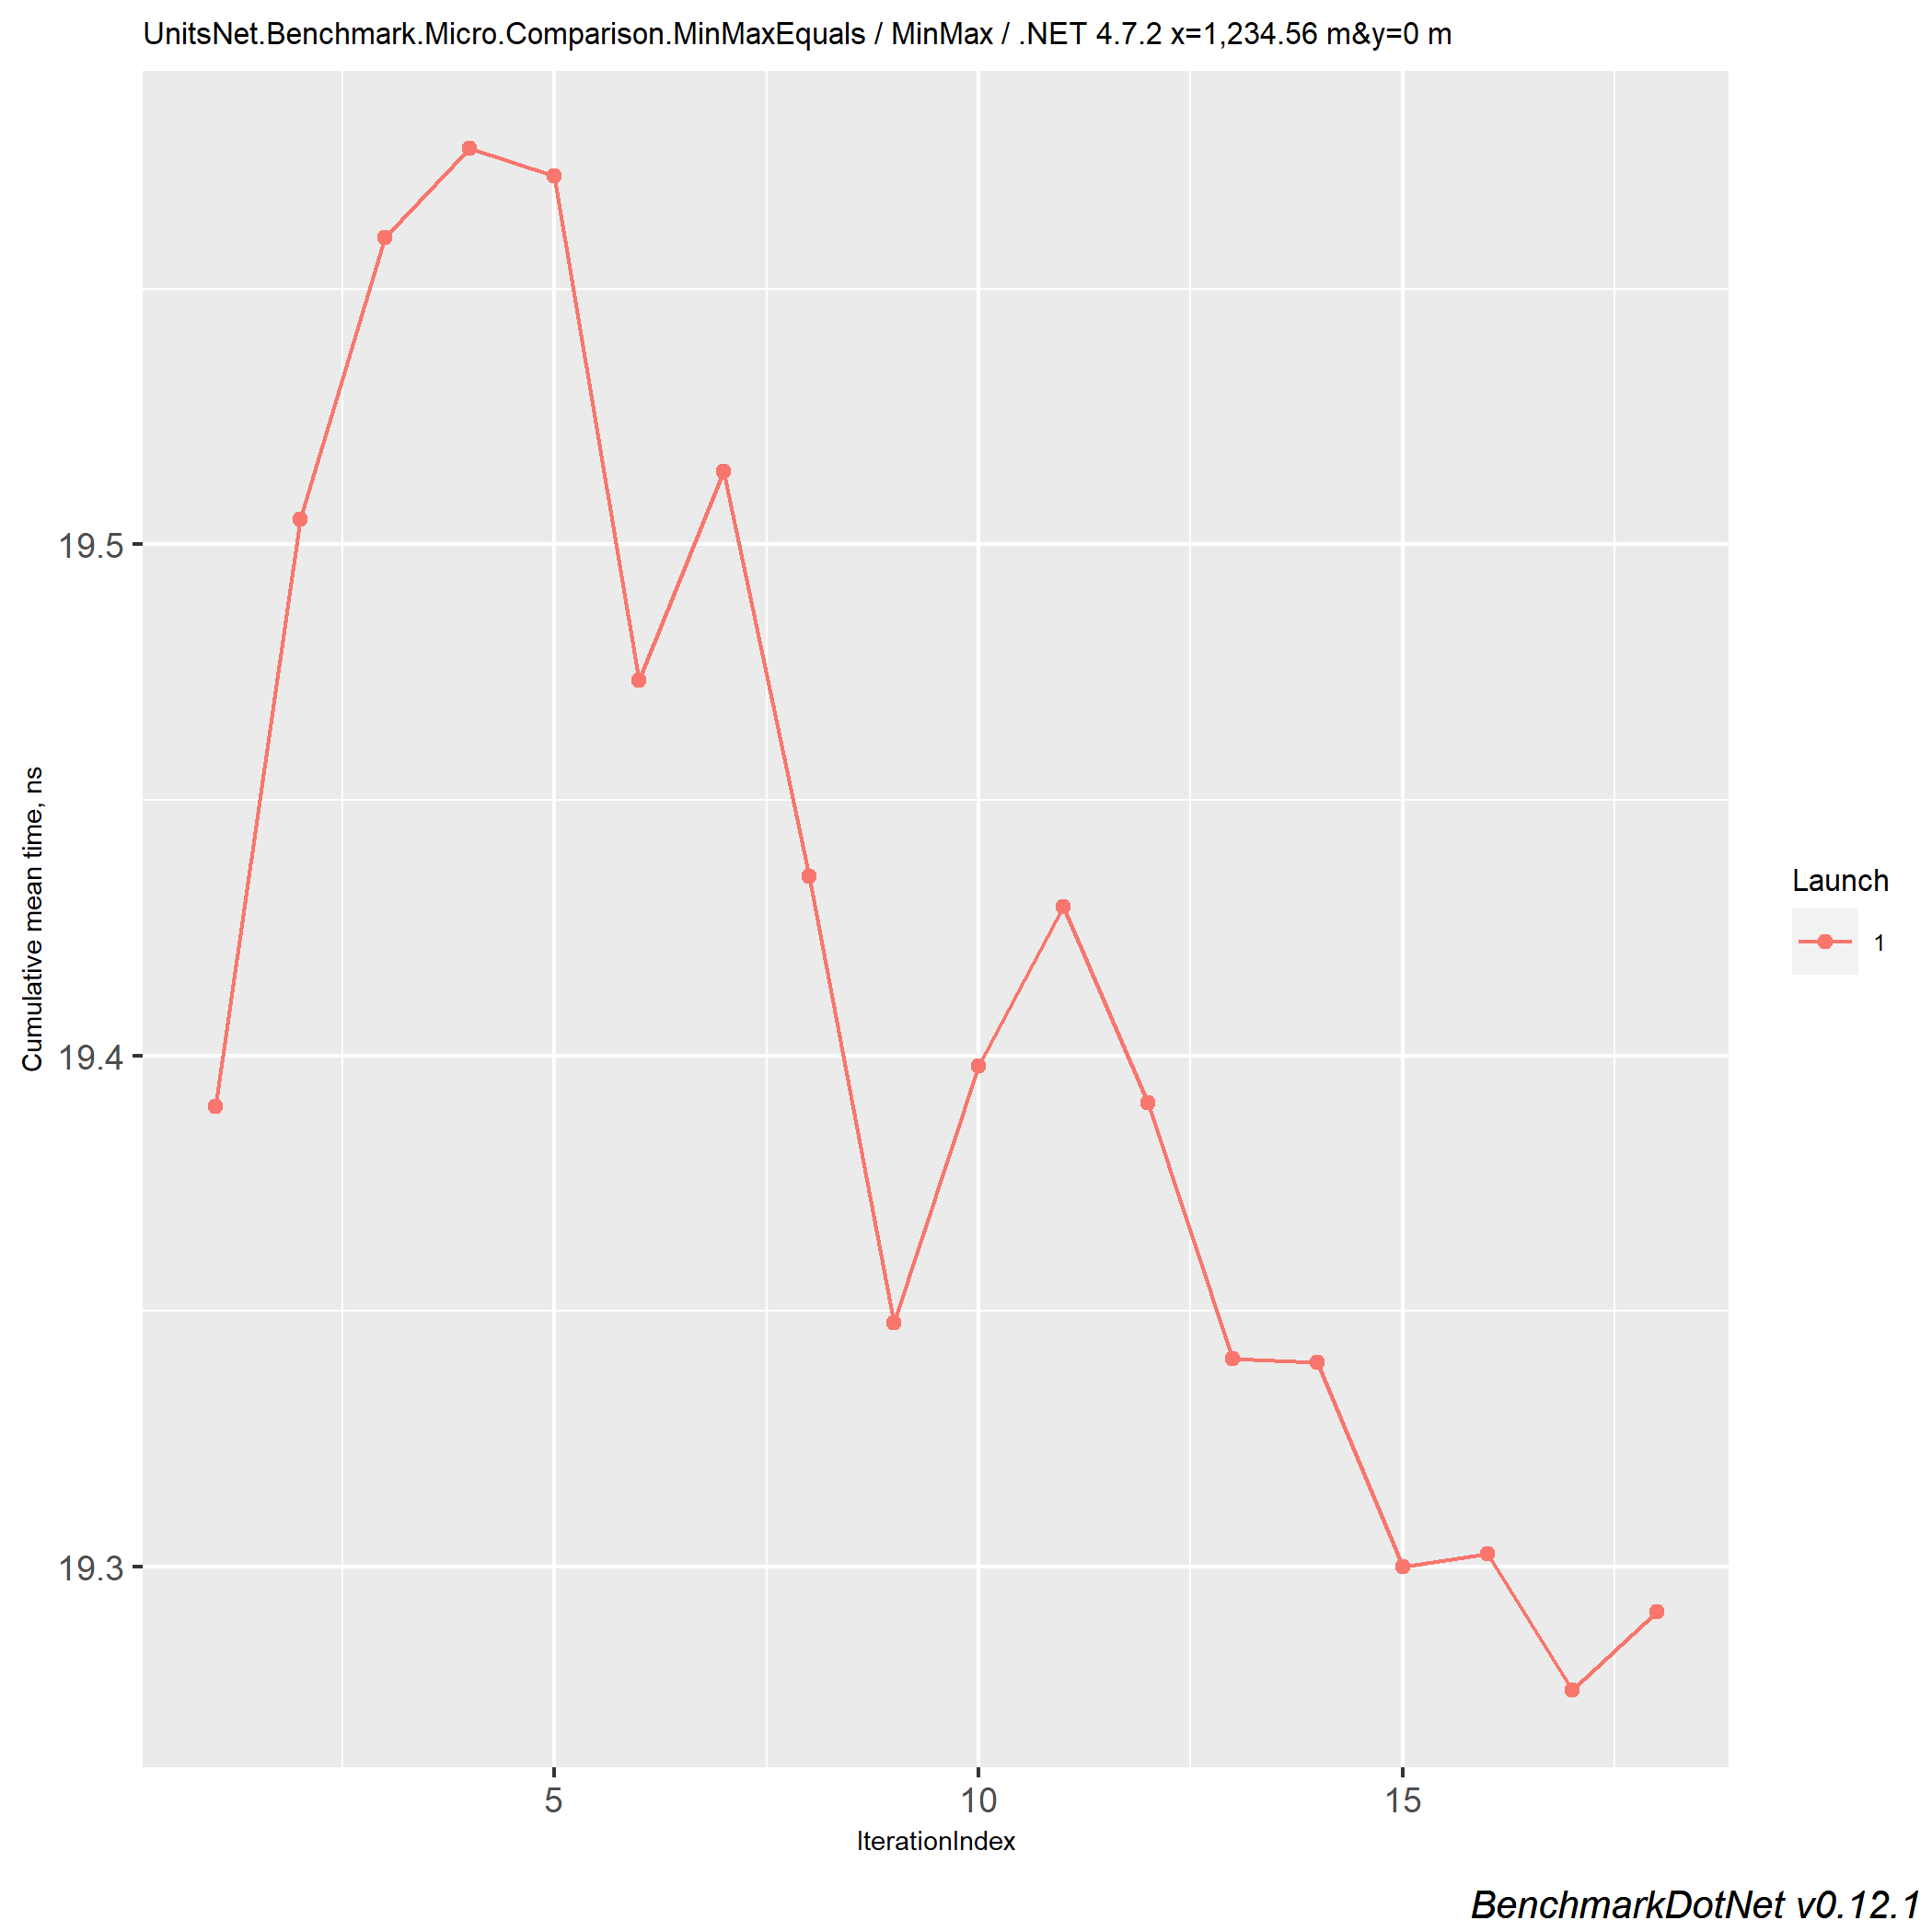 UnitsNet.Benchmark.Micro.Comparison.MinMaxEquals / MinMax / .NET 4.7.2 x=1,234.56 m&y=0 m
Cumulative mean time, ns
19.5
19.4
19.3
5
10
15
IterationIndex
Launch
1
BenchmarkDotNet v0.12.1